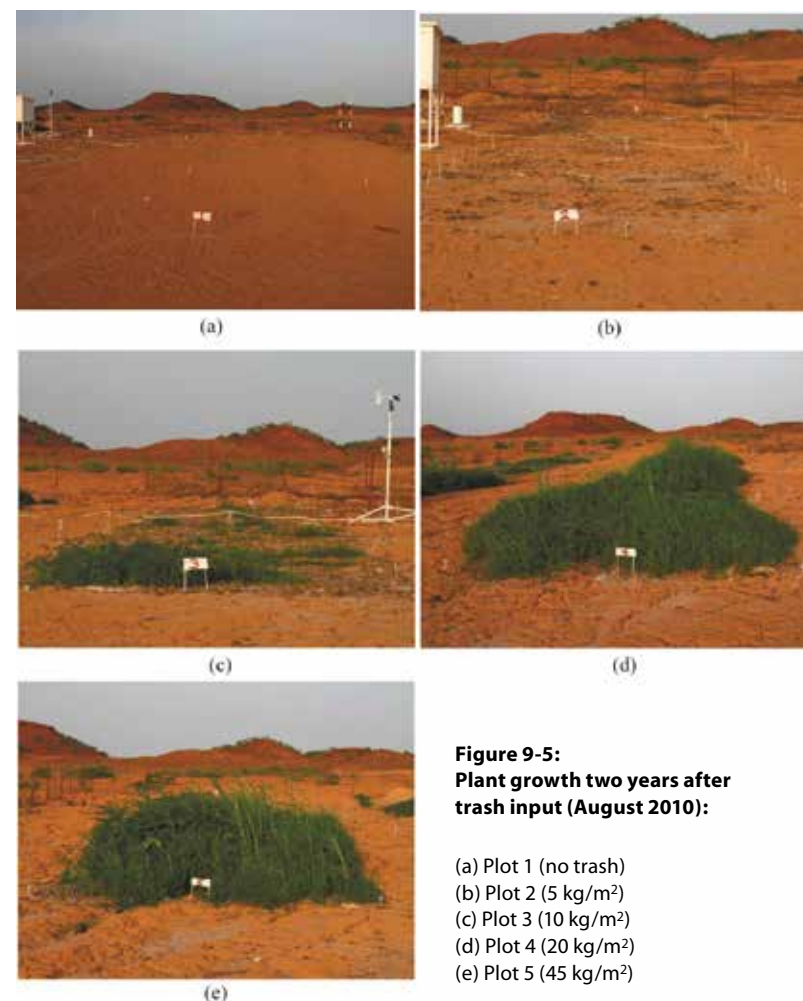 (a)
(b)
(c)
(d)
(e)
Figure 9-5:
Plant growth two years after
trash input (August 2010):
(a) Plot 1 (no trash)
(b) Plot 2 (5 kg/m²)
(c) Plot 3 (10 kg/m²)
(d) Plot 4 (20 kg/m²)
(e) Plot 5 (45 kg/m²)